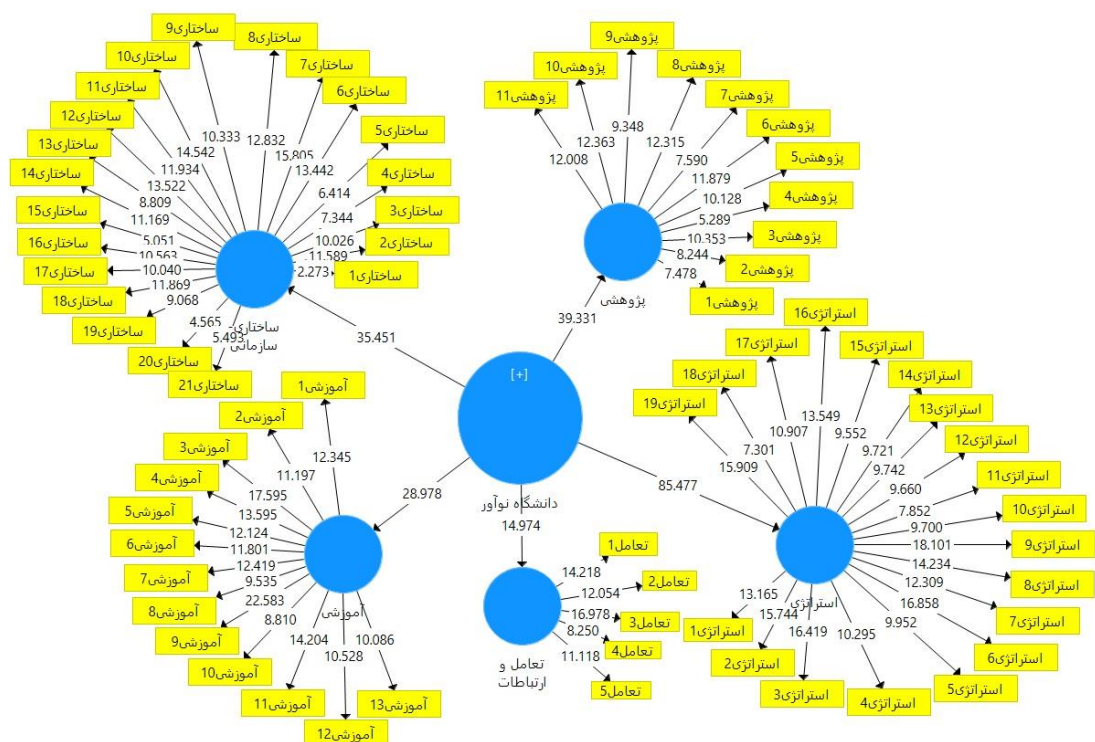 ساختاری9
ساختاری8
ساختاری10
ساختاری7
ساختاری11
ساختاری6
ساختاری12
ساختاری5
ساختاری13
ساختاری4
ساختاری14
ساختاری3
ساختاری15
ساختاری2
ساختاری16
ساختاری1
ساختاری17
ساختاری18
ساختاری19
ساختاری20
ساختاری21
10.333
12.832
14.542
15.805
11.934
13.442
13.522
6.414
8.809
7.344
11.169
10.026
5.051
11.589
10.563
2.273
10.040
11.869
9.068
4.565
5.493
ساختاری-
سازمانی
35.451
پژوهشی9
پژوهشی10
پژوهشی8
پژوهشی11
پژوهشی7
پژوهشی6
پژوهشی5
پژوهشی4
پژوهشی3
پژوهشی2
پژوهشی1
9.348
12.363
12.315
12.008
7.590
11.879
10.128
5.289
10.353
8.244
7.478
پژوهشی
39.331
[+]
دانشگاه نوآور
28.978
14.974
85.477
آموزشی1
آموزشی2
آموزشی3
آموزشی4
آموزشی5
آموزشی6
آموزشی7
آموزشی8
آموزشی9
آموزشی10
آموزشی11
آموزشی12
آموزشی13
12.345
11.197
17.595
13.595
12.124
11.801
12.419
9.535
22.583
8.810
14.204
10.528
10.086
آموزشی
تعامل1
تعامل2
تعامل3
تعامل4
تعامل5
14.218
12.054
16.978
8.250
11.118
تعامل و
ارتباطات
استراتژی16
استراتژی17
استراتژی15
استراتژی18
استراتژی14
استراتژی19
استراتژی13
استراتژی12
استراتژی11
استراتژی10
استراتژی9
استراتژی8
استراتژی7
استراتژی6
استراتژی5
استراتژی4
استراتژی3
استراتژی2
استراتژی1
13.549
10.907
9.552
7.301
9.721
15.909
9.742
9.660
7.852
9.700
18.101
14.234
12.309
16.858
9.952
10.295
16.419
15.744
13.165
استراتژی